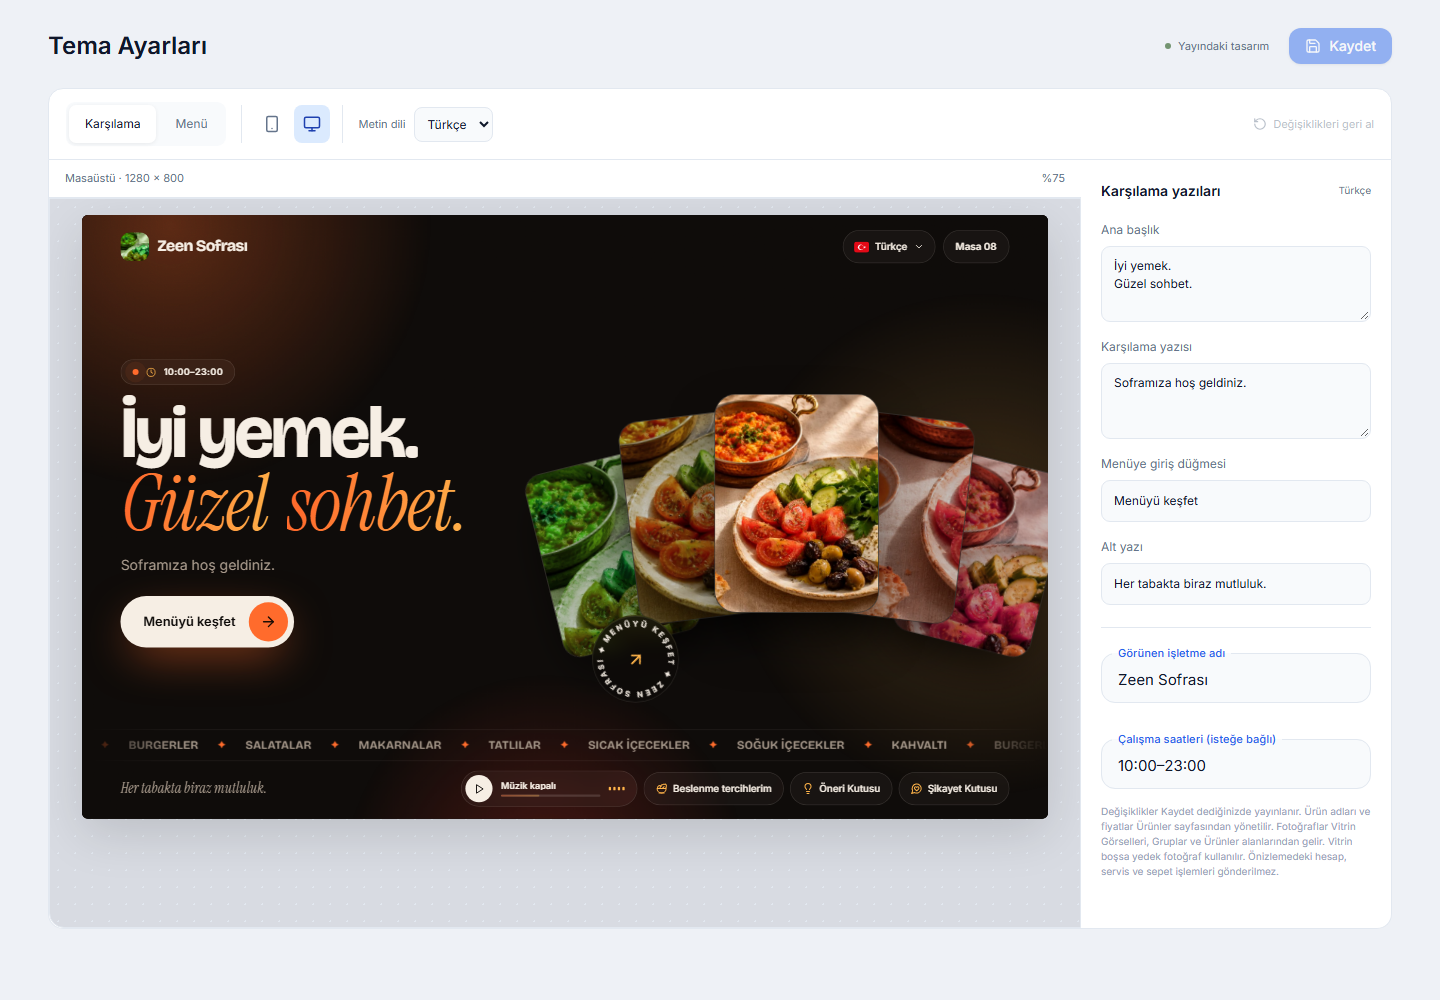 Tema Ayarları
Yayındaki tasarım
Kaydet
Karşılama
Menü
Metin dili
Türkçe
Değişiklikleri geri al
Masaüstü · 1280 × 800
%75
Zeen Sofrası
Türkçe
Masa 08
10:00–23:00
İyi yemek.
Güzel sohbet.
Soframıza hoş geldiniz.
Menüyü keşfet
MENÜYÜ KEŞFET ✦ ZEEN SOFRASI ✦
BURGERLER ✦ SALATALAR ✦ MAKARNALAR ✦ TATLILAR ✦ SICAK İÇECEKLER ✦ SOĞUK İÇECEKLER ✦ KAHVALTI ✦ BURGER
Her tabakta biraz mutluluk.
Müzik kapalı
Beslenme tercihlerim
Öneri Kutusu
Şikayet Kutusu
Karşılama yazıları
Türkçe
Ana başlık
İyi yemek.
Güzel sohbet.
Karşılama yazısı
Soframıza hoş geldiniz.
Menüye giriş düğmesi
Menüyü keşfet
Alt yazı
Her tabakta biraz mutluluk.
Görünen işletme adı
Zeen Sofrası
Çalışma saatleri (isteğe bağlı)
10:00–23:00
Değişiklikler Kaydet dediğinizde yayınlanır. Ürün adları ve
fiyatlar Ürünler sayfasından yönetilir. Fotoğraflar Vitrin
Görselleri, Gruplar ve Ürünler alanlarından gelir. Vitrin
boşsa yedek fotoğraf kullanılır. Önizlemedeki hesap,
servis ve sepet işlemleri gönderilmez.